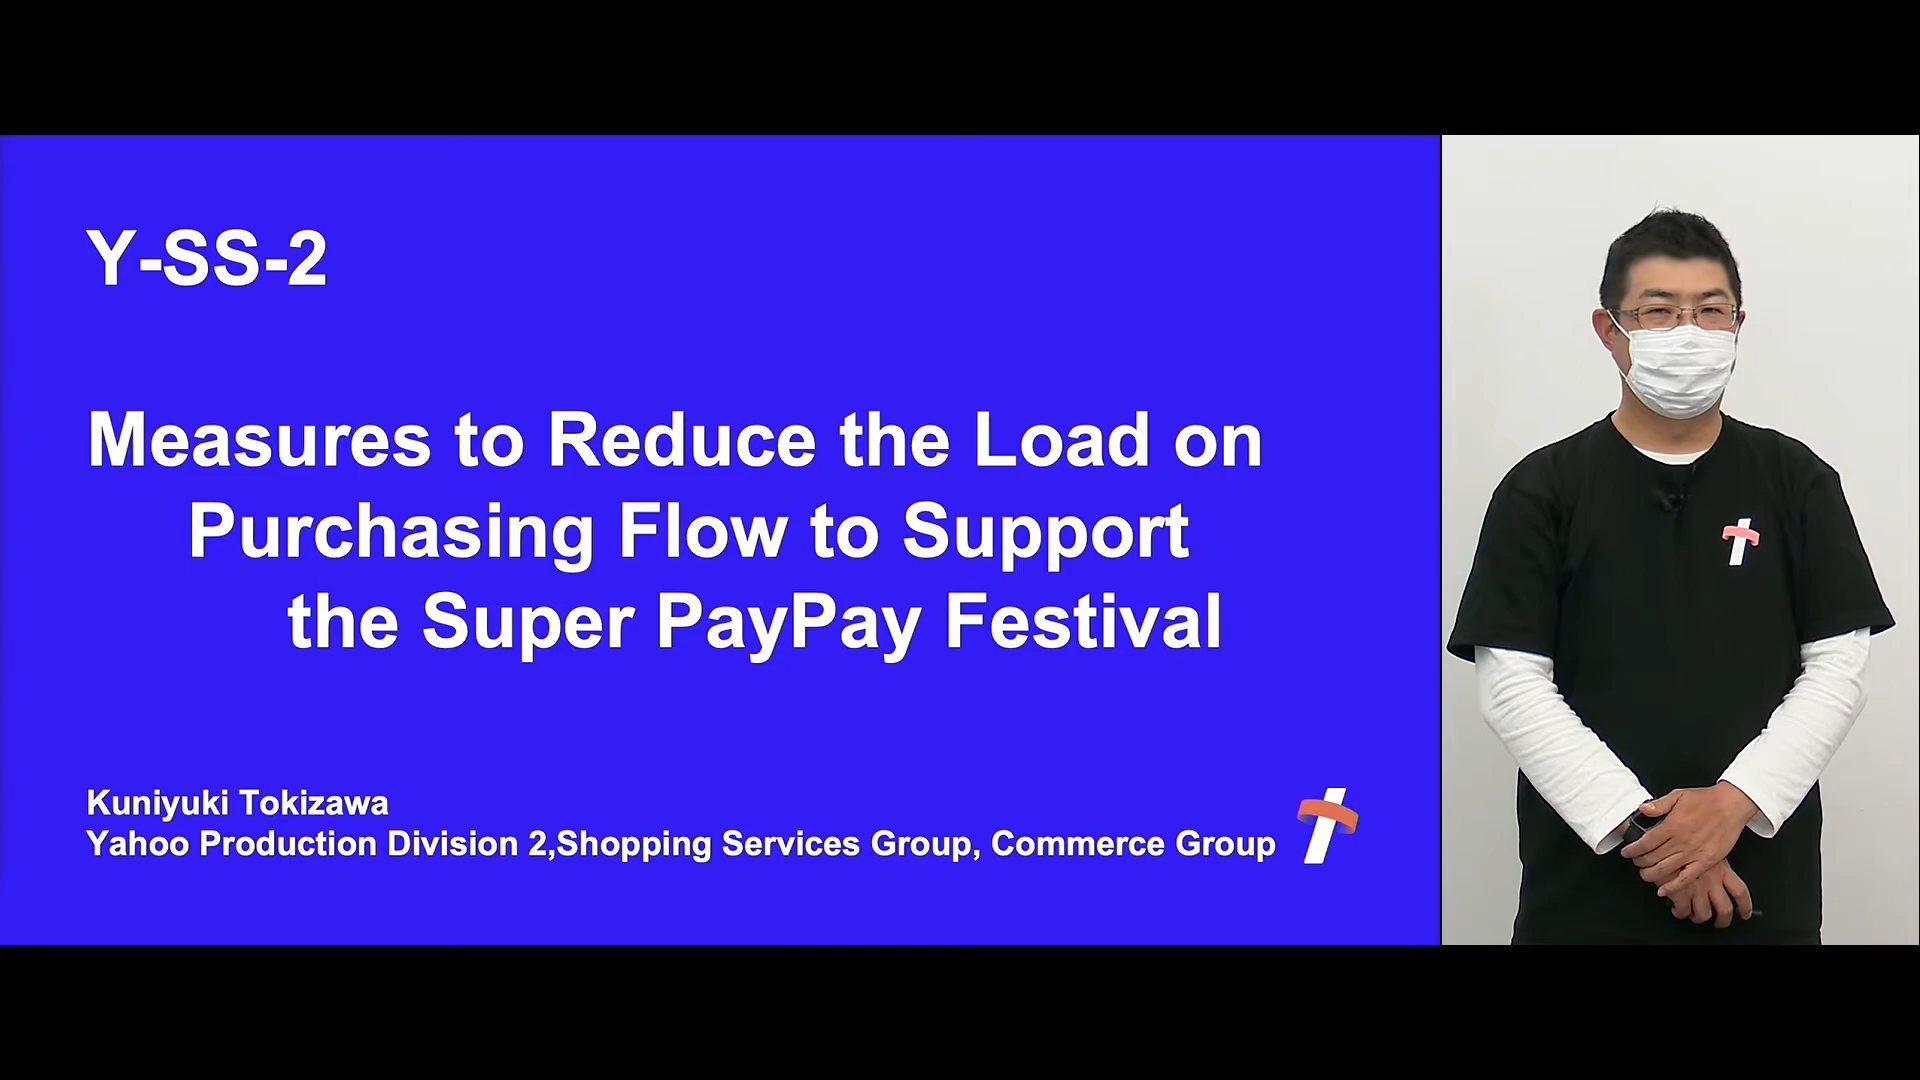 Y-SS-2
Measures to Reduce the Load on
Purchasing Flow to Support
the Super PayPay Festival
Kuniyuki Tokizawa
Yahoo Production Division 2,Shopping Services Group, Commerce Group